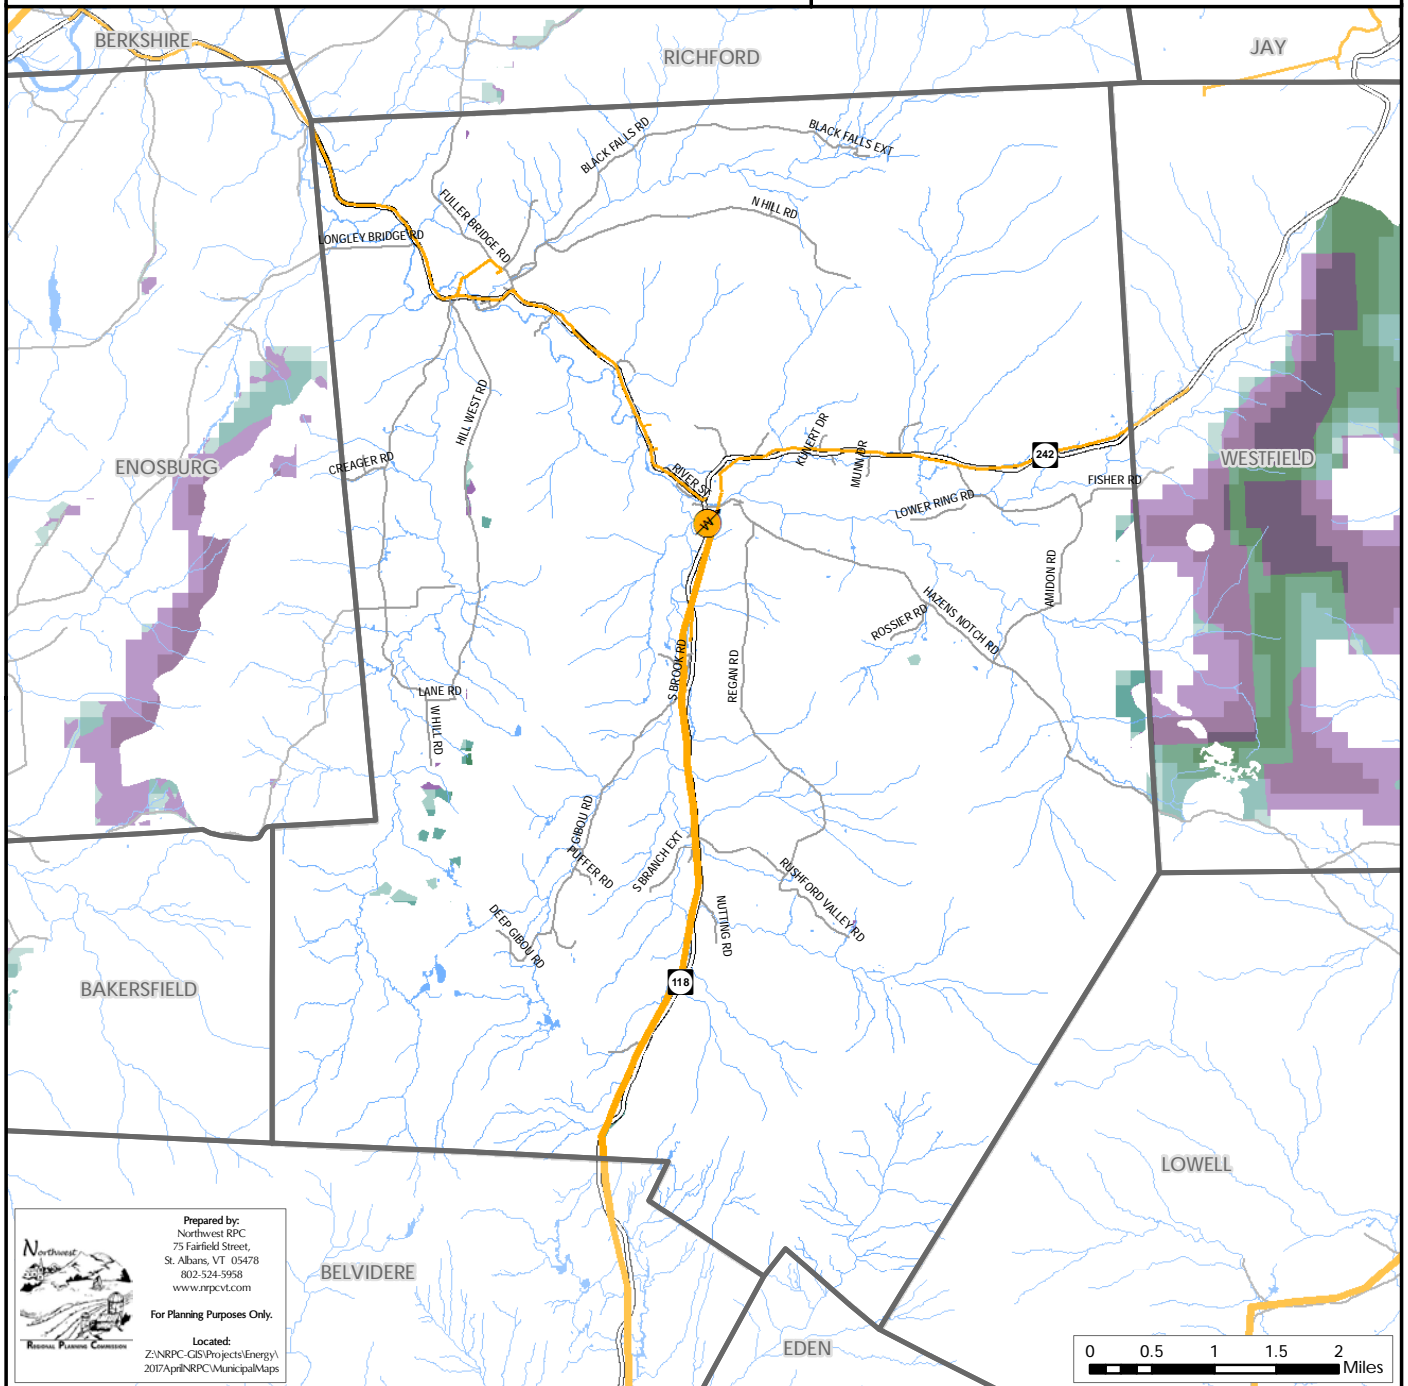 BERKSHIRE
RICHFORD
JAY
BLACK FALLS RD
BLACK FALLS EXT
FULLER BRIDGE RD
N HILL RD
LONGLEY BRIDGE RD
HILL WEST RD
KUNERT DR
MUNN DR
242
WESTFIELD
ENOSBURG
CREAGER RD
RIVER ST
FISHER RD
LOWER RING RD
W
AMIDON RD
HAZENS NOTCH RD
ROSSIER RD
S BROOK RD
REGAN RD
LANE RD
W HILL RD
GIBOU RD
PUFFER RD
S BRANCH EXT
RUSHFORD VALLEY RD
NUTTING RD
DEEP GIBOU RD
118
BAKERSFIELD
LOWELL
BELVIDERE
EDEN
Northwest
REGIONAL PLANNING COMMISSION
Prepared by:
Northwest RPC
75 Fairfield Street,
St. Albans, VT 05478
802-524-5958
www.nrpcvt.com
For Planning Purposes Only.
Located:
Z:\NRPC-GIS\Projects\Energy\
2017AprilNRPC\MunicipalMaps
0 0.5 1 1.5 2
Miles